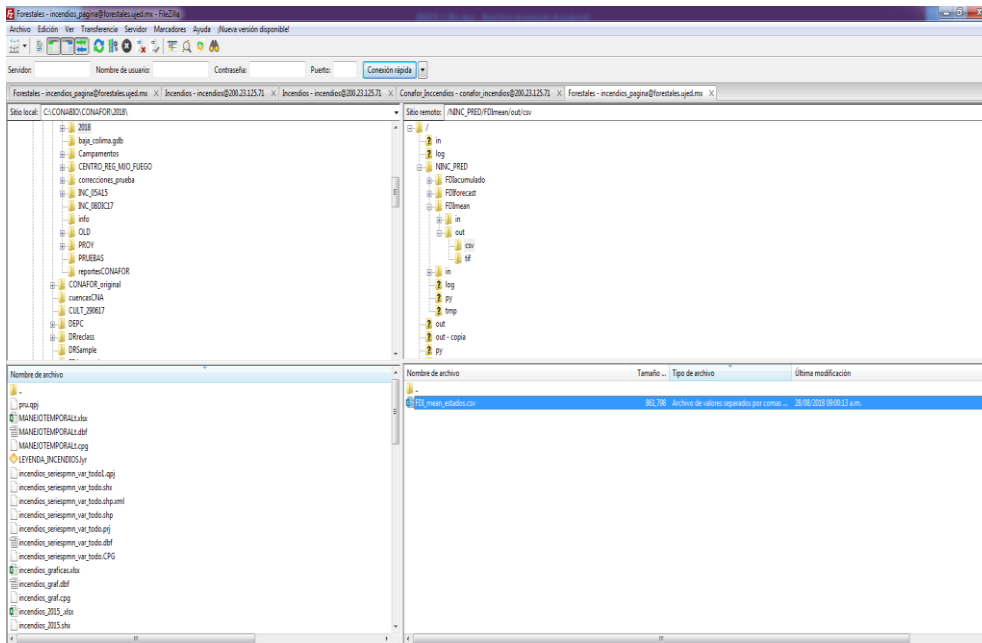 Forestales - incendios_pagina@forestales.ujed.mx - FileZilla
Archivo Edición Ver Transferencia Servidor Marcadores Ayuda ¡Nueva versión disponible!
Servidor: Nombre de usuario: Contraseña: Puerto: Conexión rápida
Forestales - incendios_pagina@forestales.ujed.mx X Incendios - incendios@200.23.125.71 X Incendios - incendios@200.23.125.71 X Conafor_Inccendios - conafor_incendios@200.23.125.71 X Forestales - incendios_pagina@forestales.ujed.mx X
Sitio local: C:\CONABIO\CONAFOR\2018\
2018
baja_colima.gdb
Campamentos
CENTRO_REG_MIO_FUEGO
correcciones_prueba
INC_05A15
INC_08DIC17
info
OLD
PROY
PRUEBAS
reportesCONAFOR
CONAFOR_original
cuencasCNA
CULT_290617
DEPC
DRreclass
DRSample
Sitio remoto: /NINC_PRED/FDImean/out/csv
/
? in
? log
NINC_PRED
FDIacumulado
FDIforecast
FDImean
in
out
csv
tif
in
? log
? py
? tmp
? out
? out - copia
? py
Nombre de archivo
..
pru.qpj
MANEJOTEMPORALt.xlsx
MANEJOTEMPORALt.dbf
MANEJOTEMPORALt.cpg
LEYENDA_INCENDIOS.lyr
incendios_seriespmn_var_todo1.qpj
incendios_seriespmn_var_todo.shx
incendios_seriespmn_var_todo.shp.xml
incendios_seriespmn_var_todo.shp
incendios_seriespmn_var_todo.prj
incendios_seriespmn_var_todo.dbf
incendios_seriespmn_var_todo.CPG
incendios_graficas.xlsx
incendios_graf.dbf
incendios_graf.cpg
incendios_2015_.xlsx
incendios_2015.shx
Nombre de archivo Tamaño ... Tipo de archivo Última modificación
..
FDI_mean_estados.csv 861,798 Archivo de valores separados por comas ... 28/08/2018 09:00:13 a.m.